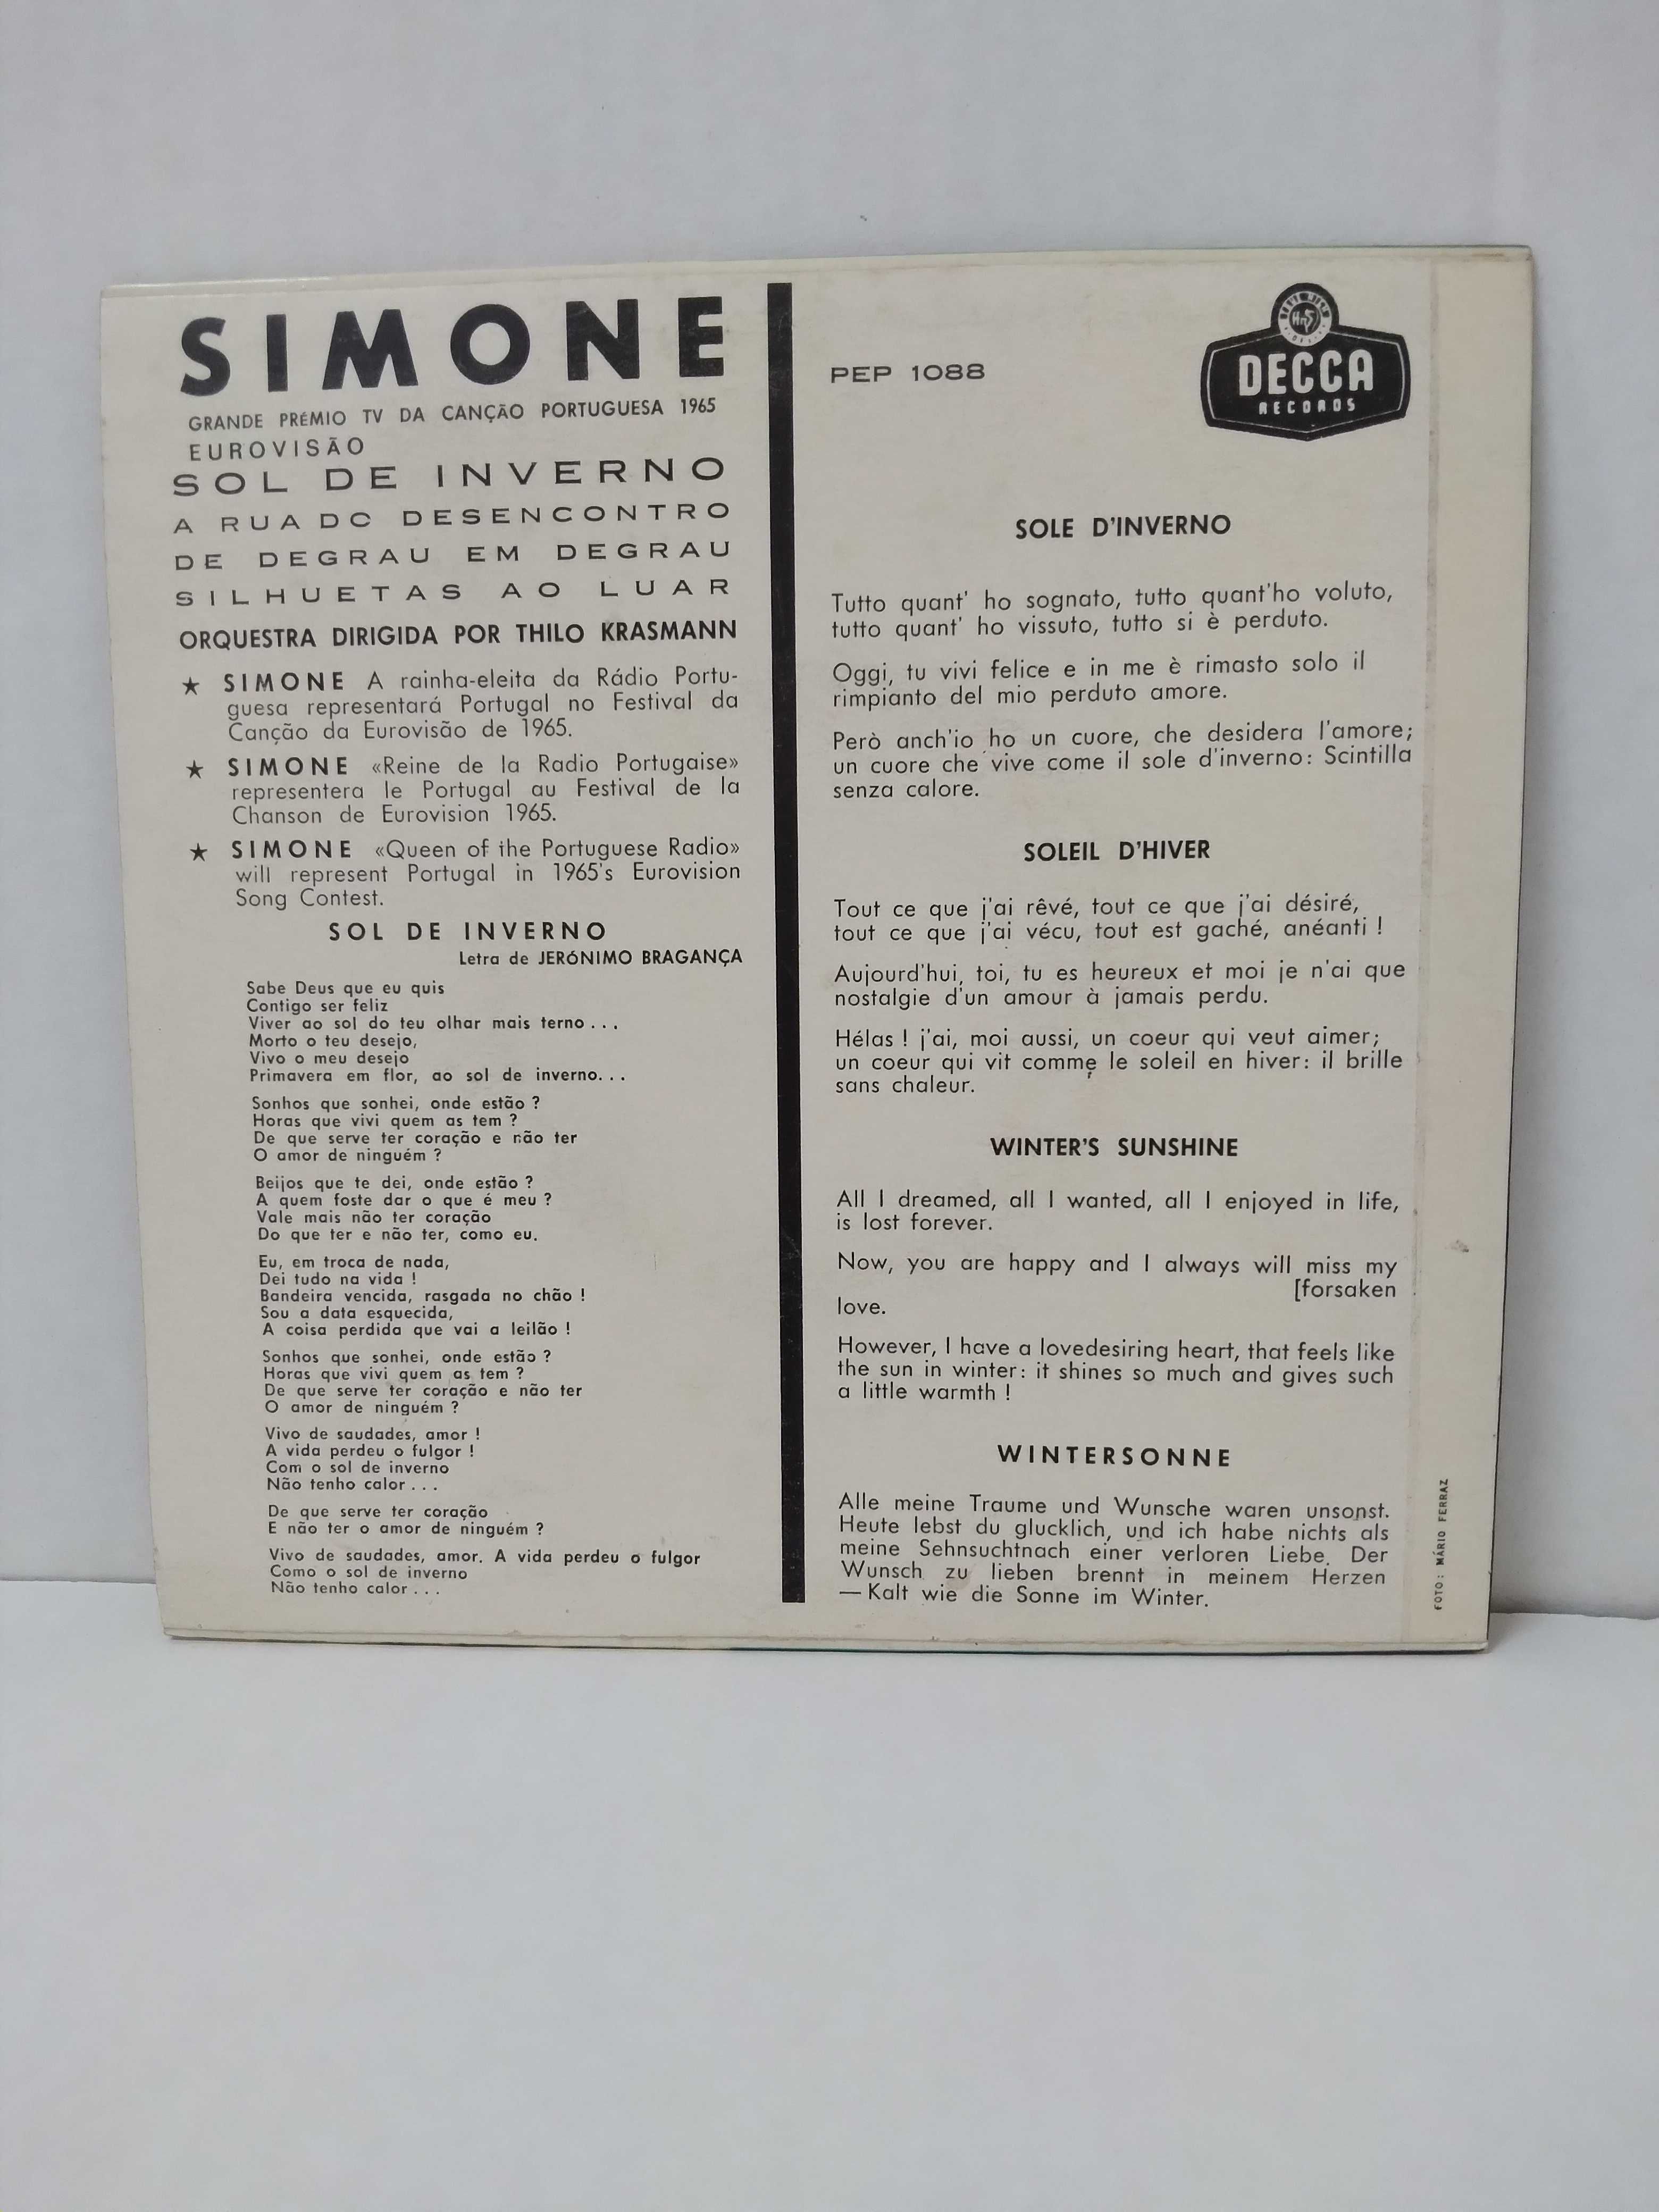 SIMONE
GRANDE PRÉMIO TV DA CANÇÃO PORTUGUESA 1965
EUROVISÃO
SOL DE INVERNO
A RUA DO DESENCONTRO
DE DEGRAU EM DEGRAU
SILHUETAS AO LUAR
ORQUESTRA DIRIGIDA POR THILO KRASMANN
★ SIMONE A rainha-eleita da Rádio Portu-
guesa representará Portugal no Festival da
Canção da Eurovisão de 1965.
★ SIMONE «Reine de la Radio Portugaise»
representera le Portugal au Festival de la
Chanson de Eurovision 1965.
★ SIMONE «Queen of the Portuguese Radio»
will represent Portugal in 1965's Eurovision
Song Contest.
SOL DE INVERNO
Letra de JERÓNIMO BRAGANÇA
Sabe Deus que eu quis
Contigo ser feliz
Viver ao sol do teu olhar mais terno...
Morto o teu desejo,
Vivo o meu desejo
Primavera em flor, ao sol de inverno...
Sonhos que sonhei, onde estão ?
Horas que vivi quem as tem ?
De que serve ter coração e não ter
O amor de ninguém ?
Beijos que te dei, onde estão ?
A quem foste dar o que é meu ?
Vale mais não ter coração
Do que ter e não ter, como eu.
Eu, em troca de nada,
Dei tudo na vida !
Bandeira vencida, rasgada no chão !
Sou a data esquecida,
A coisa perdida que vai a leilão !
Sonhos que sonhei, onde estão ?
Horas que vivi quem as tem ?
De que serve ter coração e não ter
O amor de ninguém ?
Vivo de saudades, amor !
A vida perdeu o fulgor !
Com o sol de inverno
Não tenho calor...
De que serve ter coração
E não ter o amor de ninguém ?
Vivo de saudades, amor. A vida perdeu o fulgor
Como o sol de inverno
Não tenho calor...
PEP 1088
DECCA
RECORDS
SOLE D'INVERNO
Tutto quant' ho sognato, tutto quant'ho voluto,
tutto quant' ho vissuto, tutto si è perduto.
Oggi, tu vivi felice e in me è rimasto solo il
rimpianto del mio perduto amore.
Però anch'io ho un cuore, che desidera l'amore;
un cuore che vive come il sole d'inverno: Scintilla
senza calore.
SOLEIL D'HIVER
Tout ce que j'ai rêvé, tout ce que j'ai désiré,
tout ce que j'ai vécu, tout est gaché, anéanti !
Aujourd'hui, toi, tu es heureux et moi je n'ai que
nostalgie d'un amour à jamais perdu.
Hélas ! j'ai, moi aussi, un coeur qui veut aimer;
un coeur qui vit comme le soleil en hiver: il brille
sans chaleur.
WINTER'S SUNSHINE
All I dreamed, all I wanted, all I enjoyed in life,
is lost forever.
Now, you are happy and I always will miss my
[forsaken
love.
However, I have a lovedesiring heart, that feels like
the sun in winter: it shines so much and gives such
a little warmth !
WINTERSONNE
Alle meine Traume und Wunsche waren unsonst.
Heute lebst du glucklich, und ich habe nichts als
meine Sehnsuchtnach einer verloren Liebe. Der
Wunsch zu lieben brennt in meinem Herzen
— Kalt wie die Sonne im Winter.
FOTO: MÁRIO FERRAZ